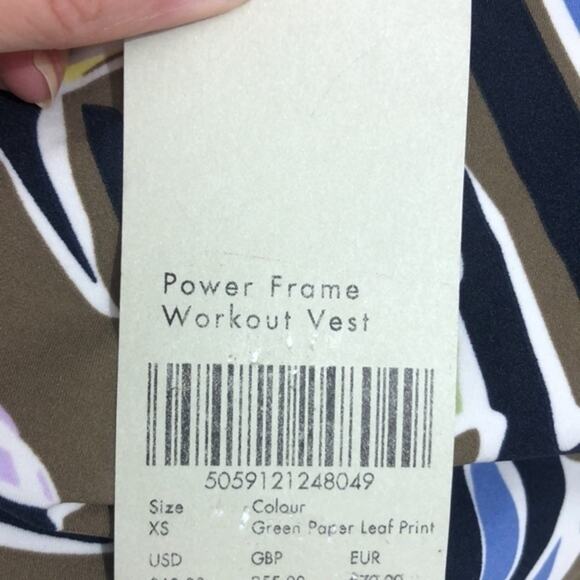 Power Frame
Workout Vest
5059121248049
Size Colour
XS Green Paper Leaf Print
USD GBP EUR